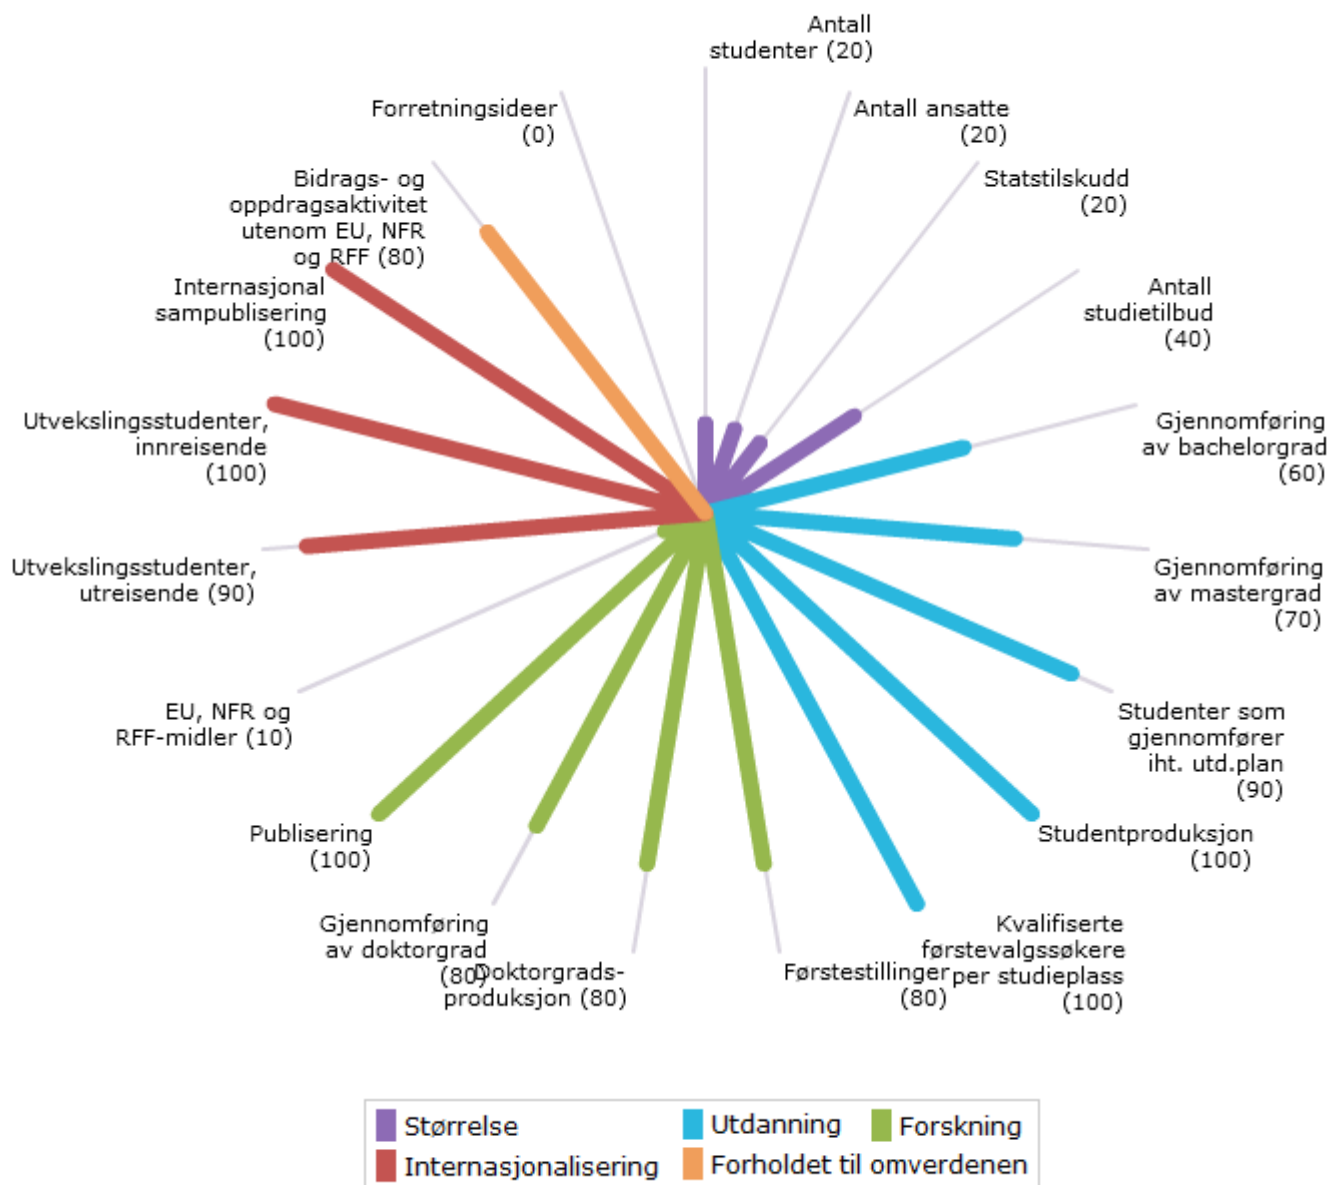 Antall
studenter (20)
Antall ansatte
(20)
Statstilskudd
(20)
Antall
studietilbud
(40)
Gjennomføring
av bachelorgrad
(60)
Gjennomføring
av mastergrad
(70)
Studenter som
gjennomfører
iht. utd.plan
(90)
Studentproduksjon
(100)
Kvalifiserte
førstevalgssøkere
per studieplass
(100)
Førstestillinger
(80)
Doktorgrads-
produksjon (80)
Gjennomføring
av doktorgrad
(80)
Publisering
(100)
EU, NFR og
RFF-midler (10)
Utvekslingsstudenter,
utreisende (90)
Utvekslingsstudenter,
innreisende
(100)
Internasjonal
sampublisering
(100)
Bidrags- og
oppdragsaktivitet
utenom EU, NFR
og RFF (80)
Forretningsideer
(0)
Størrelse
Utdanning
Forskning
Internasjonalisering
Forholdet til omverdenen